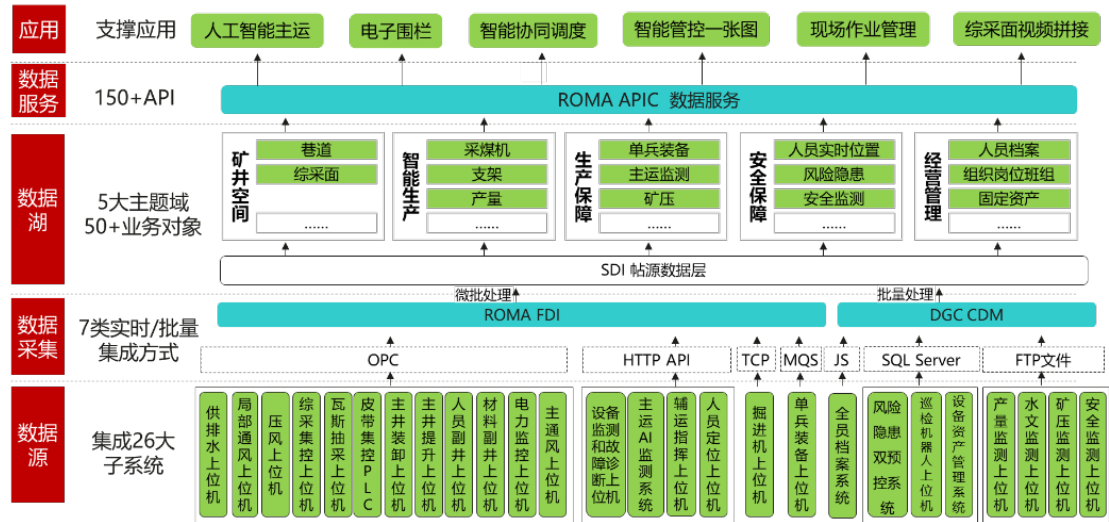 应用
支撑应用
人工智能主运
电子围栏
智能协同调度
智能管控一张图
现场作业管理
综采面视频拼接
数据
服务
150+API
ROMA APIC 数据服务
数据
湖
5大主题域
50+业务对象
矿井空间
巷道
综采面
......
智能生产
采煤机
支架
产量
......
生产保障
单兵装备
主运监测
矿压
......
安全保障
人员实时位置
风险隐患
安全监测
......
经营管理
人员档案
组织岗位班组
固定资产
......
SDI 帖源数据层
微批处理
批量处理
数据
采集
7类实时/批量
集成方式
ROMA FDI
DGC CDM
OPC
HTTP API
TCP
MQS
JS
SQL Server
FTP文件
数据
源
集成26大
子系统
供排水上位机
局部通风上位机
压风上位机
综采集控上位机
瓦斯抽采上位机
皮带集控PLC
主井装卸上位机
主井提升上位机
人员副井上位机
材料副井上位机
电力监控上位机
主通风上位机
设备故
监测诊
和故断
障上位机
主运AI监测系统
辅运指挥上位机
人员定位上位机
掘进机上位机
单兵装备上位机
全员档案系统
风险
隐患
双预
控系
统
巡检机器人上位机
设备资产管理系统
产量监测上位机
水文监测上位机
矿压监测上位机
安全监测上位机